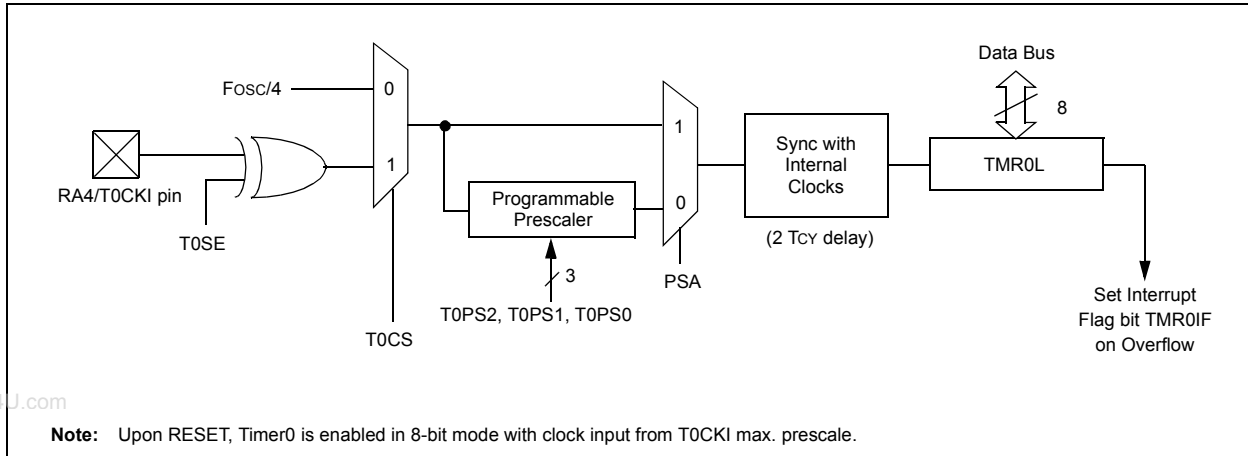 Data Bus
8
Fosc/4
0
1
RA4/T0CKI pin
T0SE
T0CS
Programmable
Prescaler
3
T0PS2, T0PS1, T0PS0
1
0
PSA
Sync with
Internal
Clocks
(2 TCY delay)
TMR0L
Set Interrupt
Flag bit TMR0IF
on Overflow
4U.com
Note: Upon RESET, Timer0 is enabled in 8-bit mode with clock input from T0CKI max. prescale.